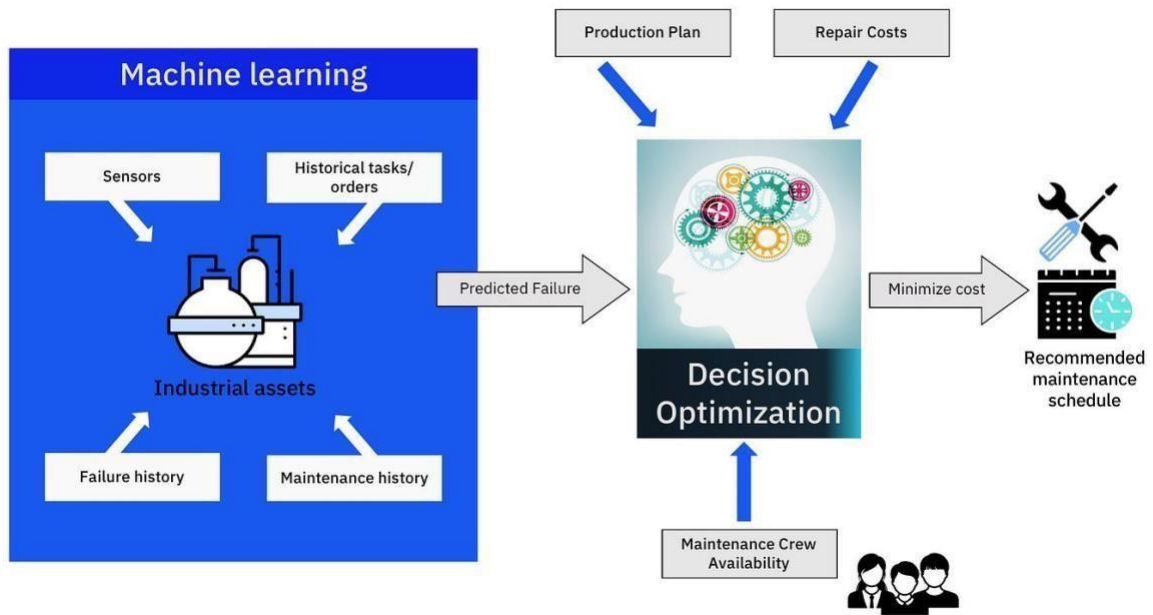 Production Plan
Repair Costs
Machine learning
Sensors
Historical tasks/
orders
Industrial assets
Failure history
Maintenance history
Predicted Failure
Decision
Optimization
Minimize cost
Recommended
maintenance
schedule
Maintenance Crew
Availability